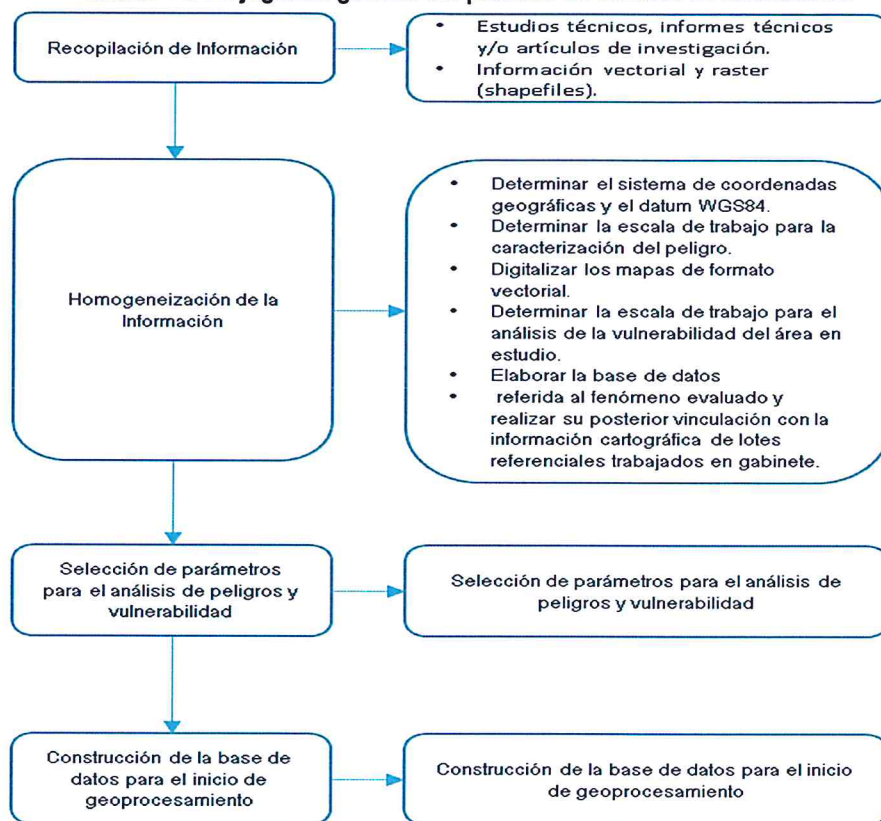 Recopilación de Información
• Estudios técnicos, informes técnicos
y/o artículos de investigación.
• Información vectorial y raster
(shapefiles).
Homogeneización de la
Información
• Determinar el sistema de coordenadas
geográficas y el datum WGS84.
• Determinar la escala de trabajo para la
caracterización del peligro.
• Digitalizar los mapas de formato
vectorial.
• Determinar la escala de trabajo para el
análisis de la vulnerabilidad del área en
estudio.
• Elaborar la base de datos
• referida al fenómeno evaluado y
realizar su posterior vinculación con la
información cartográfica de lotes
referenciales trabajados en gabinete.
Selección de parámetros
para el análisis de peligros y
vulnerabilidad
Selección de parámetros para el análisis de
peligros y vulnerabilidad
Construcción de la base de
datos para el inicio de
geoprocesamiento
Construcción de la base de datos para el inicio
de geoprocesamiento